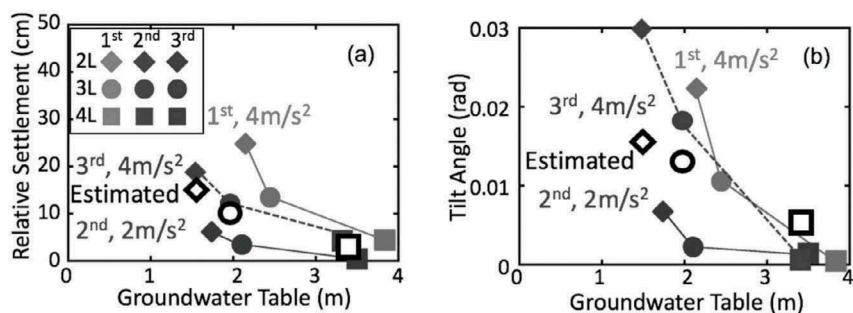 (a)
Relative Settlement (cm)
50
40
30
20
10
0
1st 2nd 3rd
2L
3L
4L
1st, 4m/s²
3rd, 4m/s²
Estimated
2nd, 2m/s²
0 1 2 3 4
Groundwater Table (m)
(b)
Tilt Angle (rad)
0.03
0.02
0.01
0.00
1st, 4m/s²
3rd, 4m/s²
Estimated
2nd, 2m/s²
0 1 2 3 4
Groundwater Table (m)